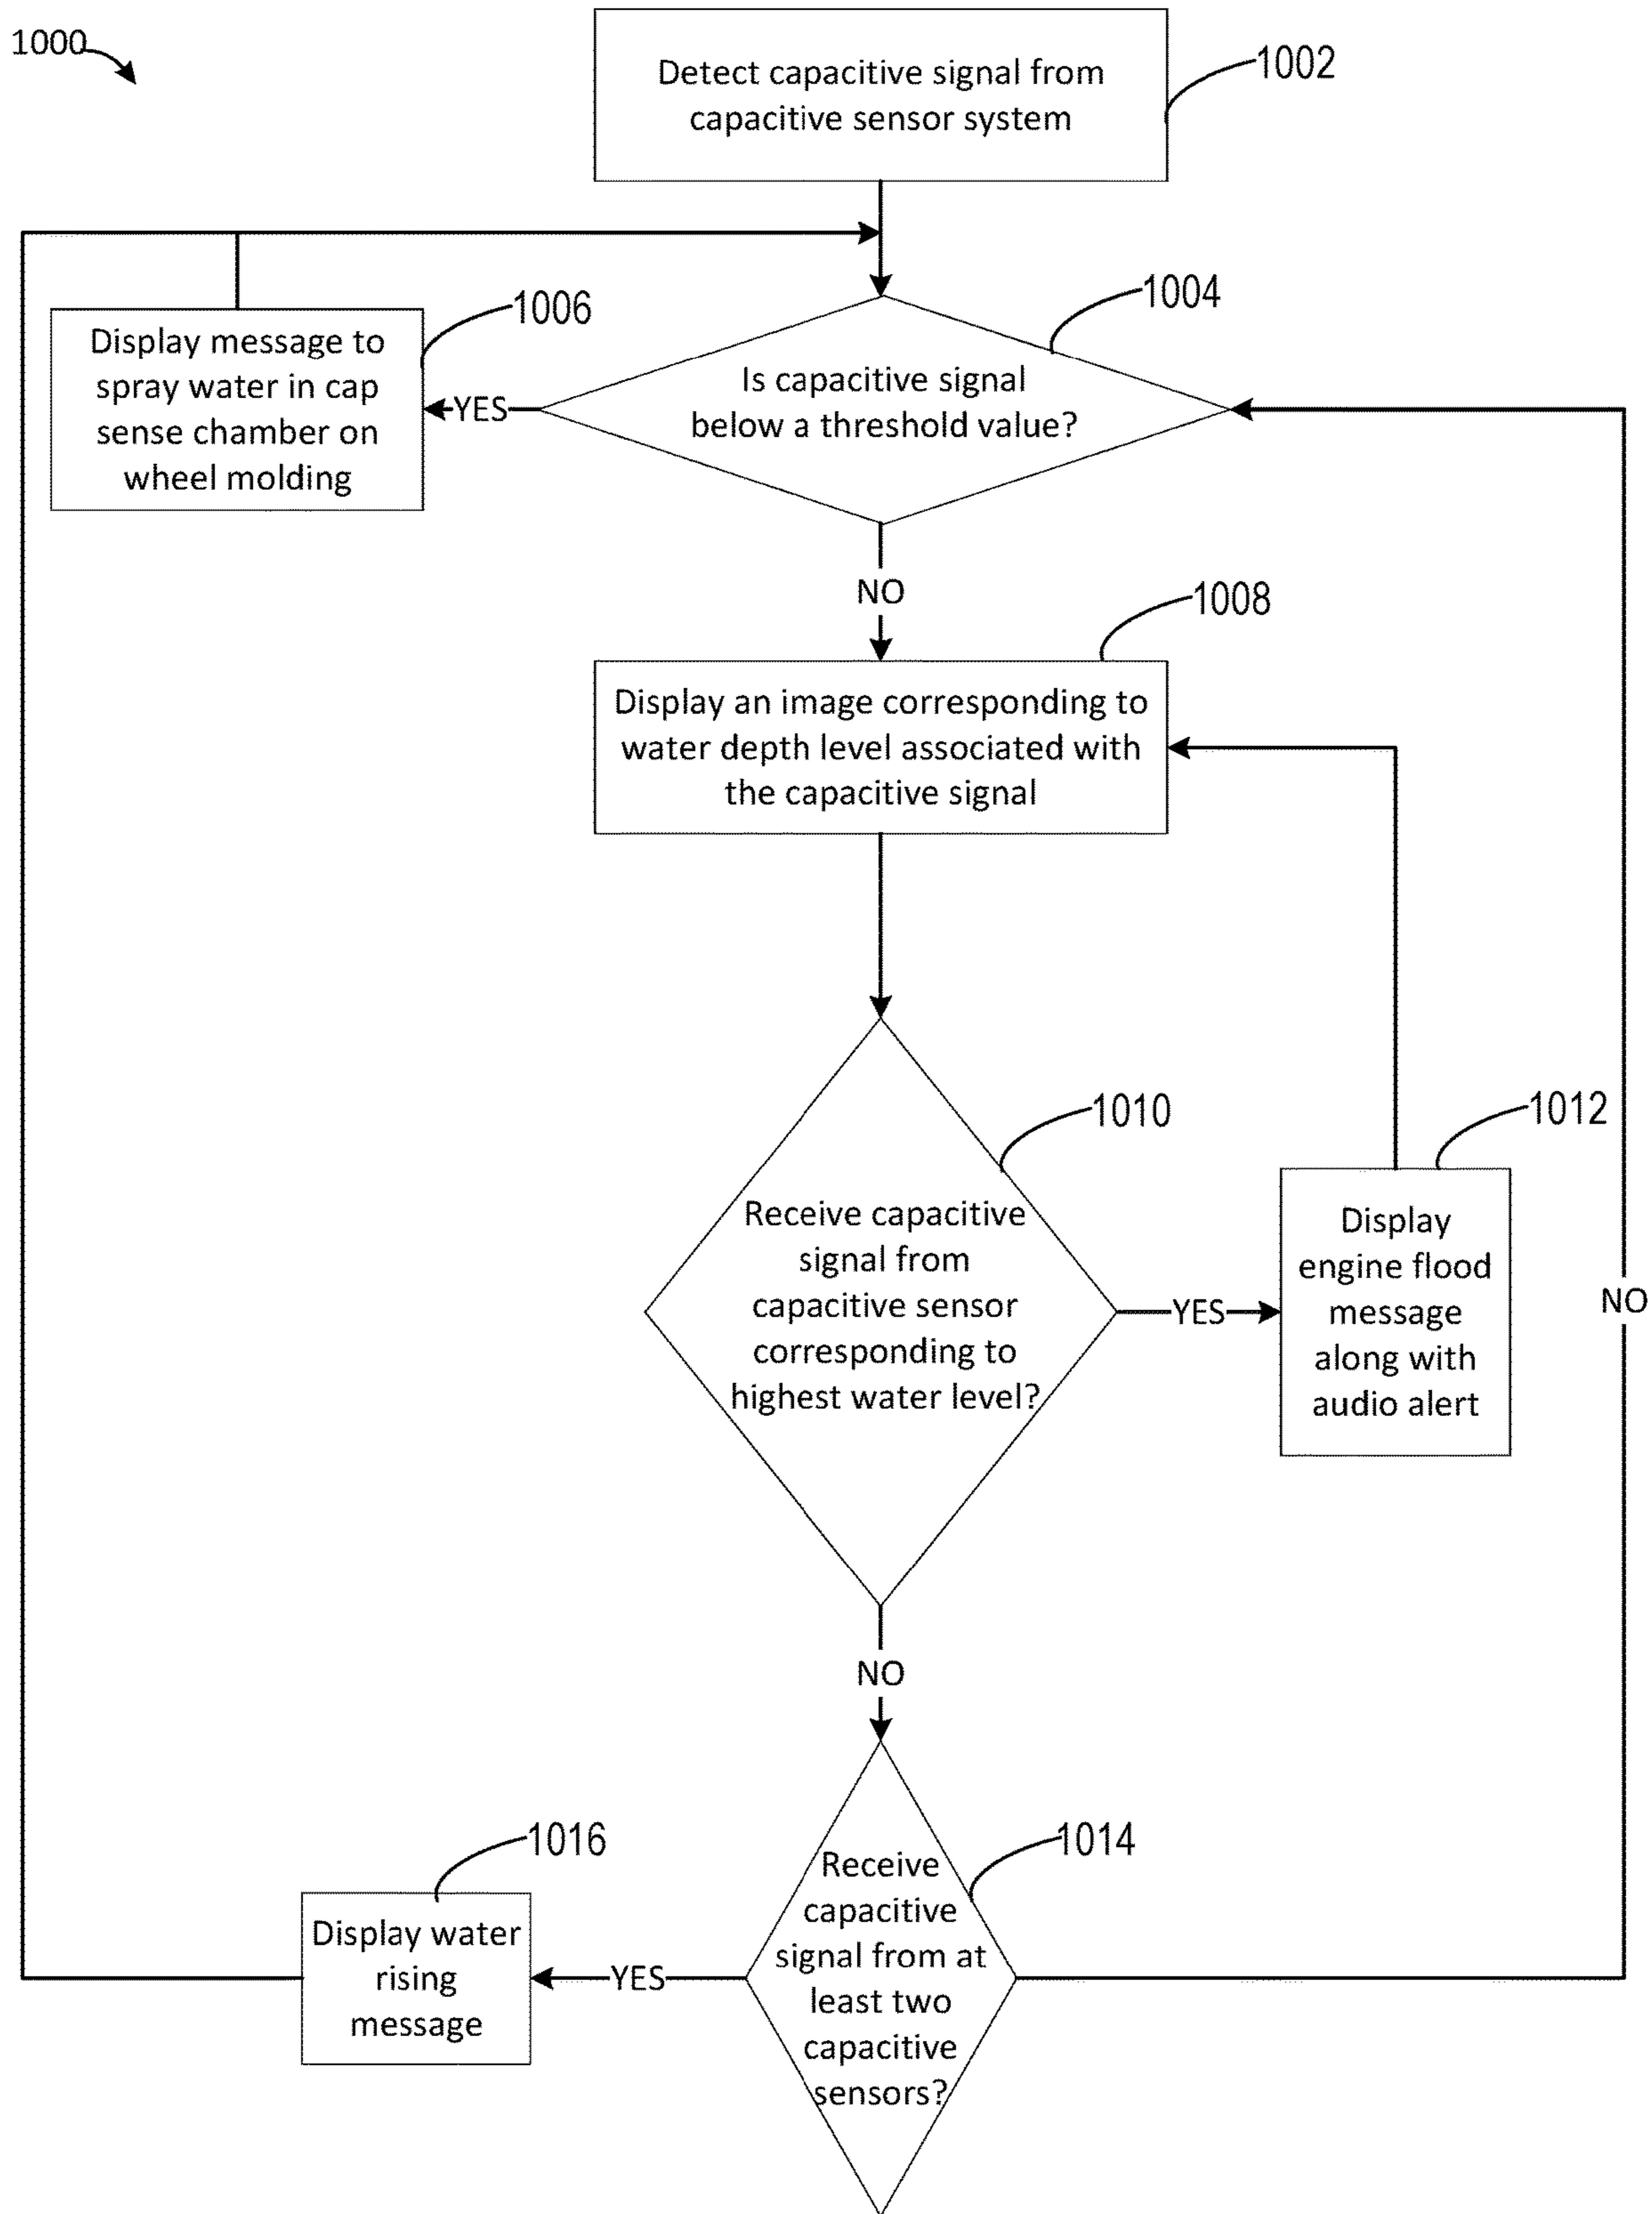 1000
Detect capacitive signal from
capacitive sensor system
1002
1004
Is capacitive signal
below a threshold value?
YES
1006
Display message to
spray water in cap
sense chamber on
wheel molding
NO
1008
Display an image corresponding to
water depth level associated with
the capacitive signal
1010
Receive capacitive
signal from
capacitive sensor
corresponding to
highest water level?
YES
1012
Display
engine flood
message
along with
audio alert
NO
NO
1014
Receive
capacitive
signal from at
least two
capacitive
sensors?
YES
1016
Display water
rising
message